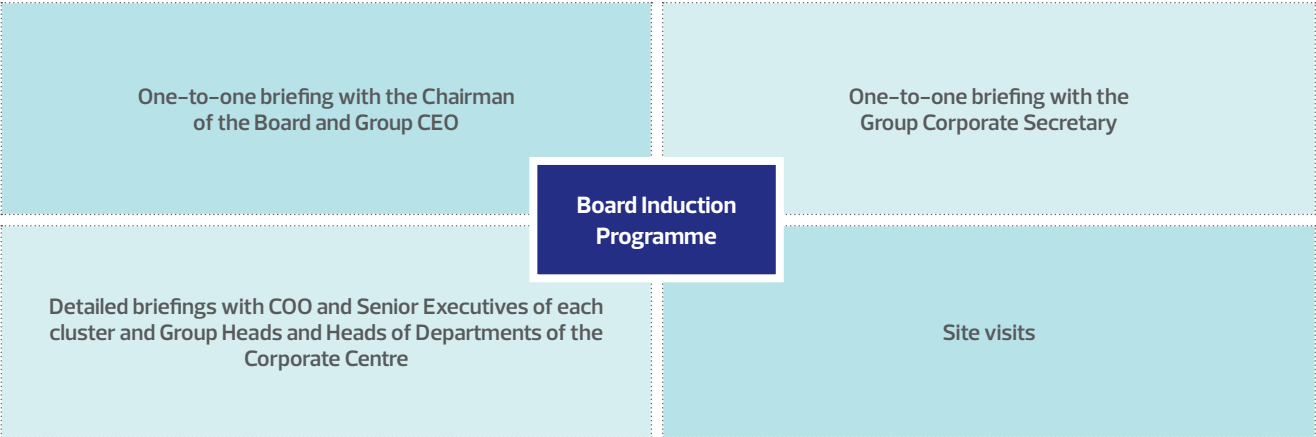 One-to-one briefing with the Chairman
of the Board and Group CEO
One-to-one briefing with the
Group Corporate Secretary
Board Induction
Programme
Detailed briefings with COO and Senior Executives of each
cluster and Group Heads and Heads of Departments of the
Corporate Centre
Site visits